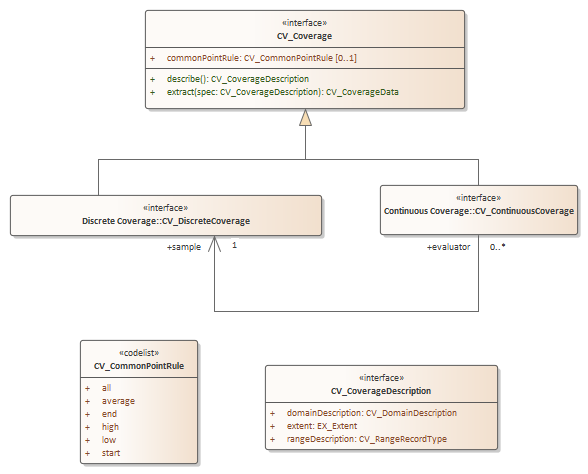 «interface»
CV_Coverage
+ commonPointRule: CV_CommonPointRule [0..1]
+ describe(): CV_CoverageDescription
+ extract(spec: CV_CoverageDescription): CV_CoverageData
«interface»
Discrete Coverage::CV_DiscreteCoverage
«interface»
Continuous Coverage::CV_ContinuousCoverage
+sample 1
+evaluator 0..*
«codelist»
CV_CommonPointRule
+ all
+ average
+ end
+ high
+ low
+ start
«interface»
CV_CoverageDescription
+ domainDescription: CV_DomainDescription
+ extent: EX_Extent
+ rangeDescription: CV_RangeRecordType